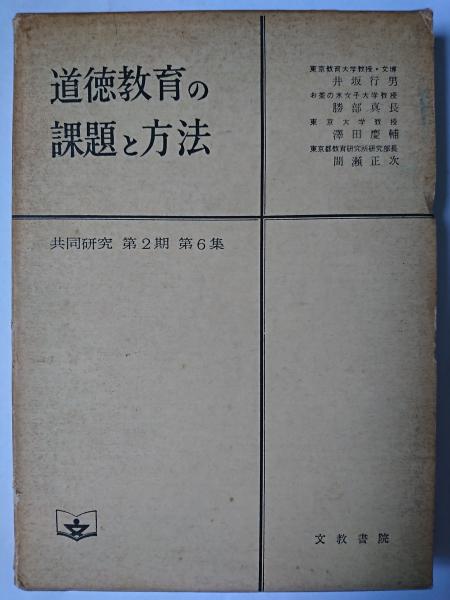 道徳教育の
課題と方法
東京教育大学教授・文博
井坂行男
お茶の水女子大学教授
勝部真長
東京大学教授
澤田慶輔
東京都教育研究所研究部長
間瀬正次
共同研究 第2期 第6集
文教書院